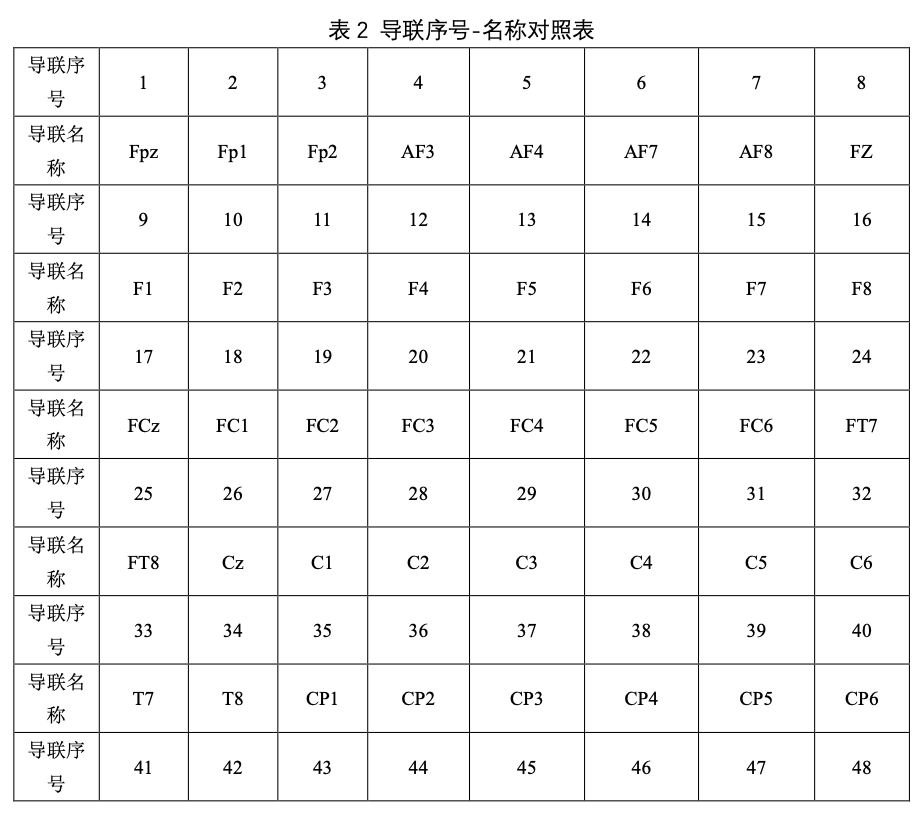 表 2 导联序号-名称对照表
导联序号 1 2 3 4 5 6 7 8
导联名称 Fpz Fp1 Fp2 AF3 AF4 AF7 AF8 FZ
导联序号 9 10 11 12 13 14 15 16
导联名称 F1 F2 F3 F4 F5 F6 F7 F8
导联序号 17 18 19 20 21 22 23 24
导联名称 FCz FC1 FC2 FC3 FC4 FC5 FC6 FT7
导联序号 25 26 27 28 29 30 31 32
导联名称 FT8 Cz C1 C2 C3 C4 C5 C6
导联序号 33 34 35 36 37 38 39 40
导联名称 T7 T8 CP1 CP2 CP3 CP4 CP5 CP6
导联序号 41 42 43 44 45 46 47 48